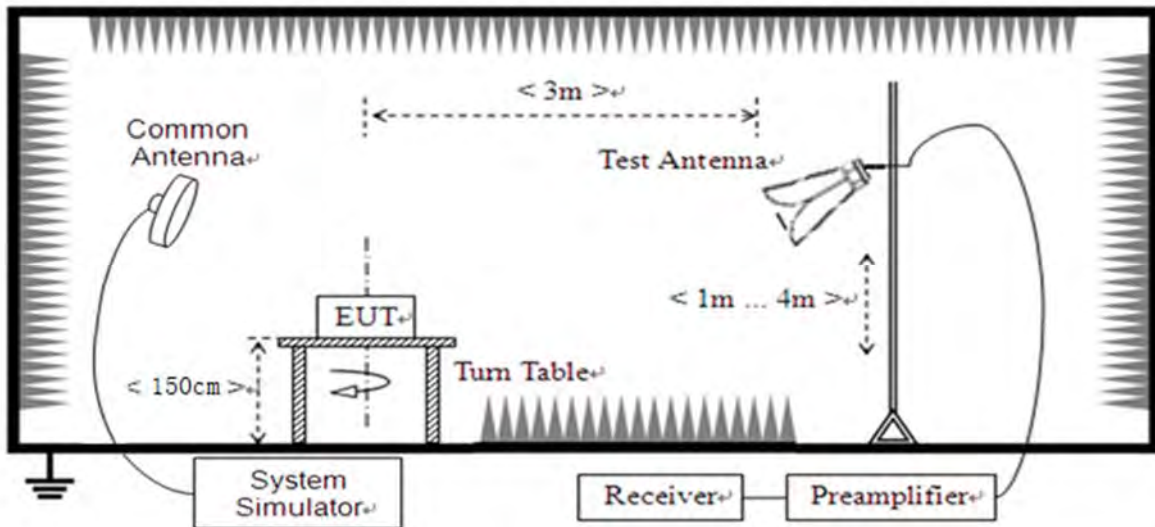 < 3m >
Common
Antenna
Test Antenna
< 1m ... 4m >
EUT
< 150cm >
Turn Table
System
Simulator
Receiver
Preamplifier